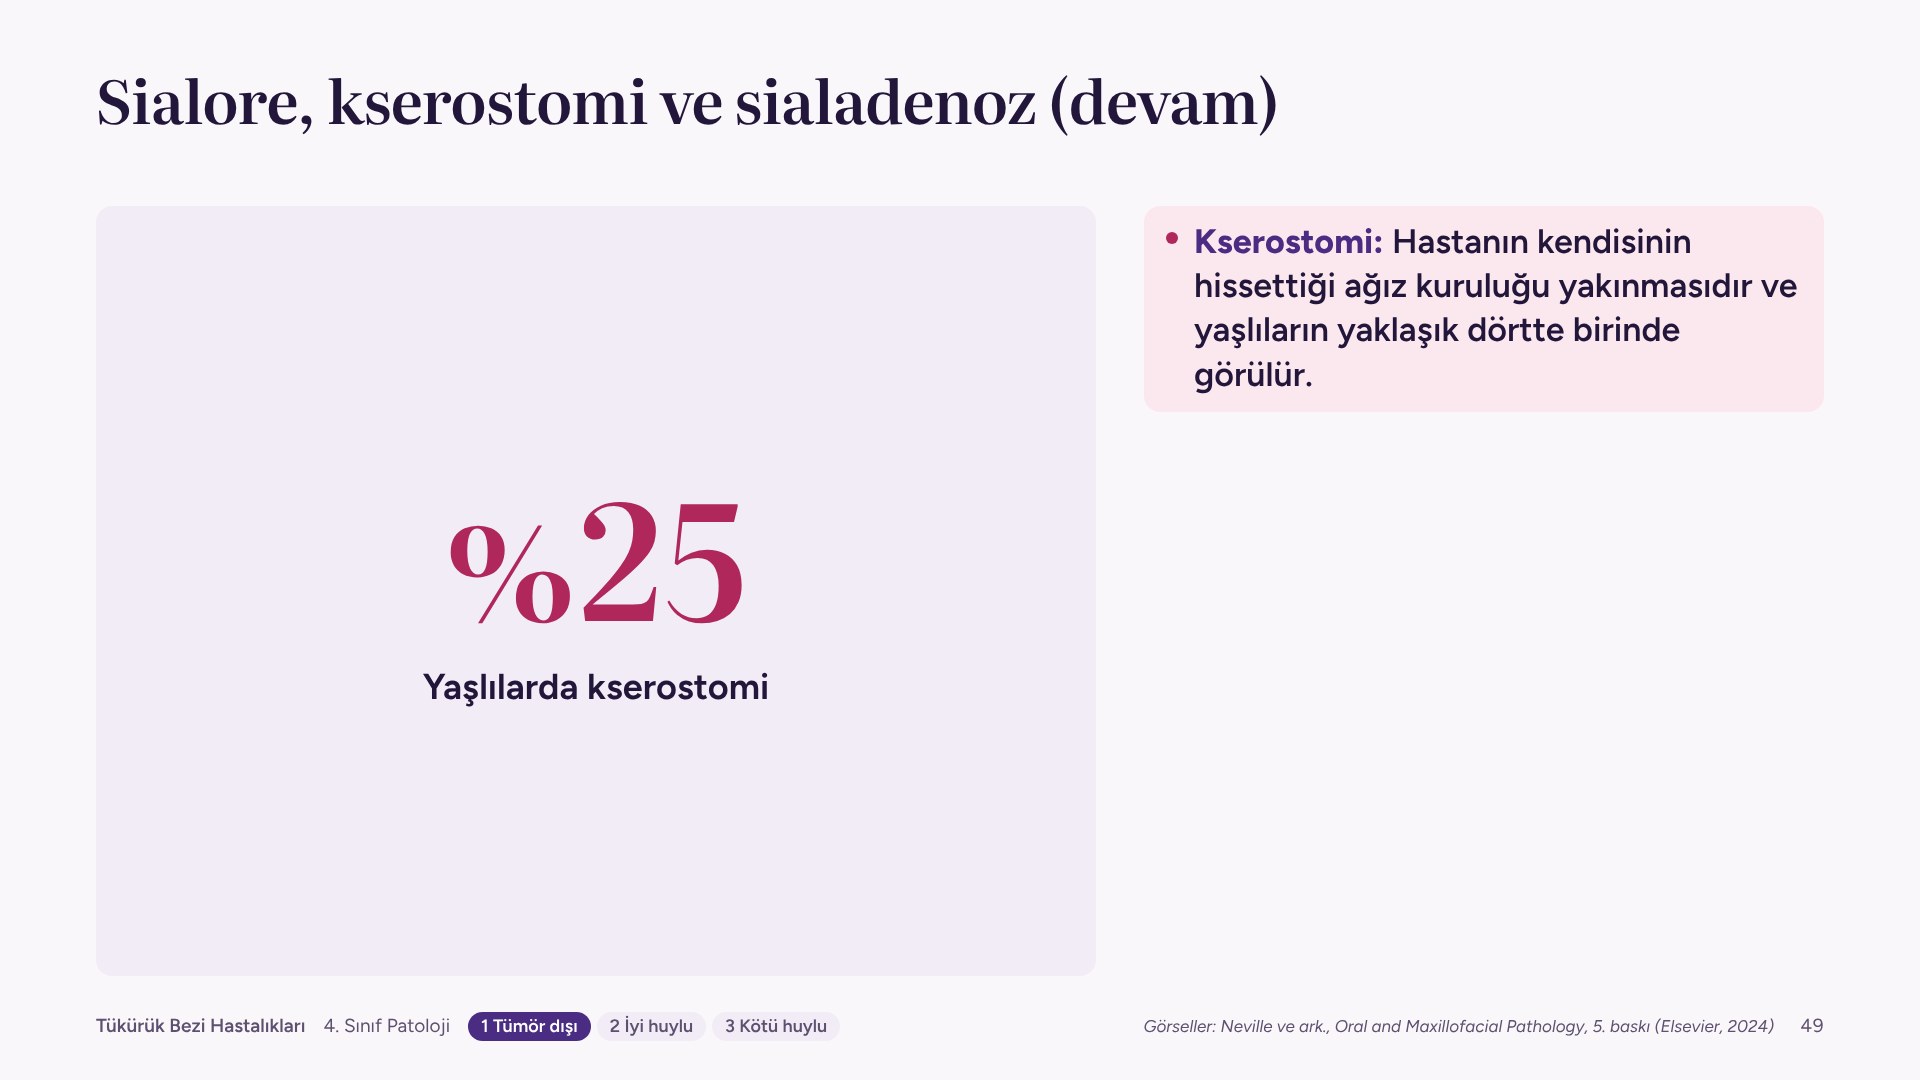 Sialore, kserostomi ve sialadenoz (devam)
%25
Yaşlılarda kserostomi
• Kserostomi: Hastanın kendisinin
hissettiği ağız kuruluğu yakınmasıdır ve
yaşlıların yaklaşık dörtte birinde
görülür.
Tükürük Bezi Hastalıkları 4. Sınıf Patoloji 1 Tümör dışı 2 İyi huylu 3 Kötü huylu
Görseller: Neville ve ark., Oral and Maxillofacial Pathology, 5. baskı (Elsevier, 2024) 49